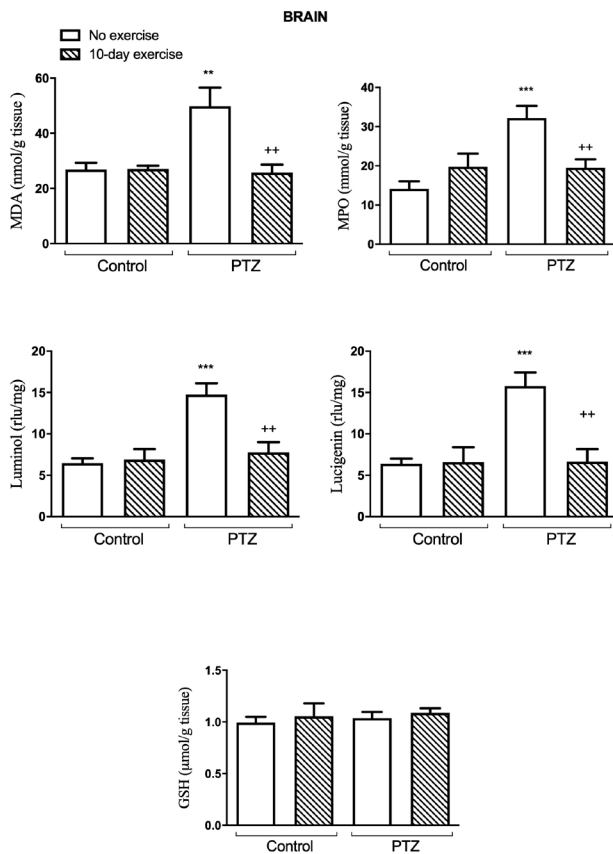 BRAIN
No exercise
10-day exercise
MDA (nmol/g tissue)
60
40
20
0
**
++
Control
PTZ
MPO (mmol/g tissue)
40
30
20
10
0
***
++
Control
PTZ
Luminol (rlu/mg)
20
15
10
5
0
***
++
Control
PTZ
Lucigenin (rlu/mg)
20
15
10
5
0
***
++
Control
PTZ
GSH (µmol/g tissue)
1.5
1.0
0.5
0.0
Control
PTZ